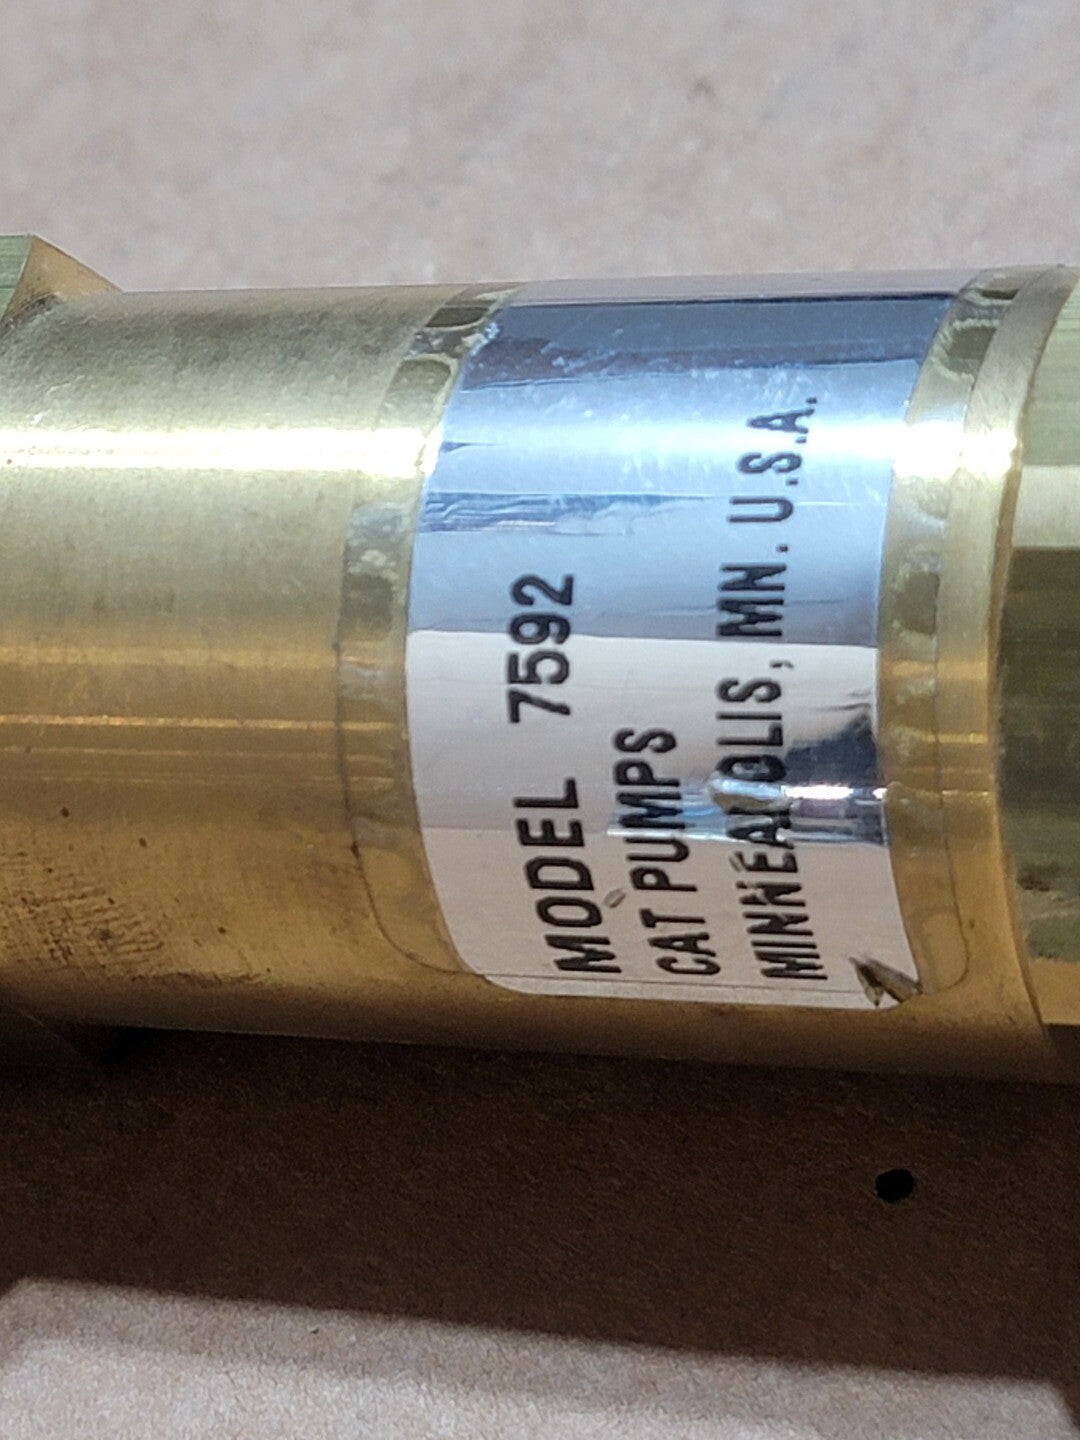 MODEL 7592
CAT PUMPS
MINNEAPOLIS, MN. U.S.A.